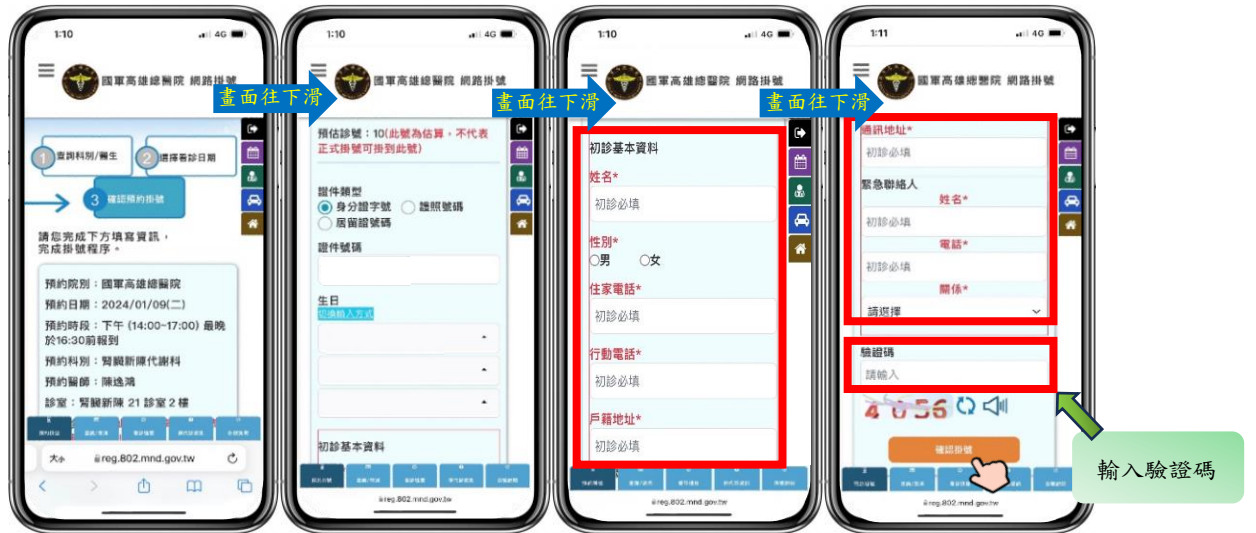 1:10
4G
國軍高雄總醫院 網路掛號
1
查詢科別/醫生
2
選擇看診日期
3
確認預約掛號
請您完成下方填寫資訊，
完成掛號程序。
預約院別：國軍高雄總醫院
預約日期：2024/01/09(二)
預約時段：下午 (14:00~17:00) 最晚
於16:30前報到
預約科別：腎臟新陳代謝科
預約醫師：陳逸鴻
診室：腎臟新陳 21 診室 2 樓
大小
reg.802.mnd.gov.tw
畫面往下滑
1:10
4G
國軍高雄總醫院 網路掛號
預估診號：10(此號為估算，不代表
正式掛號可掛到此號)
證件類型
身分證字號
護照號碼
居留證號碼
證件號碼
生日
切換輸入方式
初診基本資料
reg.802.mnd.gov.tw
畫面往下滑
1:10
4G
國軍高雄總醫院 網路掛號
初診基本資料
姓名*
初診必填
性別*
男
女
住家電話*
初診必填
行動電話*
初診必填
戶籍地址*
初診必填
reg.802.mnd.gov.tw
畫面往下滑
1:11
4G
國軍高雄總醫院 網路掛號
通訊地址*
初診必填
緊急聯絡人
姓名*
初診必填
電話*
初診必填
關係*
請選擇
驗證碼
請輸入
4056
確認掛號
reg.802.mnd.gov.tw
輸入驗證碼